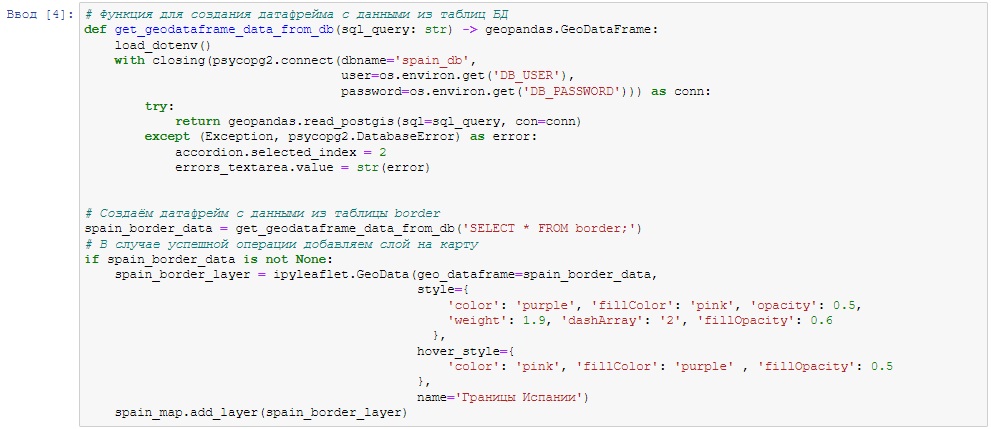 Ввод [4]:
# Функция для создания датафрейма с данными из таблиц БД
def get_geodataframe_data_from_db(sql_query: str) -> geopandas.GeoDataFrame:
    load_dotenv()
    with closing(psycopg2.connect(dbname='spain_db',
                                  user=os.environ.get('DB_USER'),
                                  password=os.environ.get('DB_PASSWORD'))) as conn:
        try:
            return geopandas.read_postgis(sql=sql_query, con=conn)
        except (Exception, psycopg2.DatabaseError) as error:
            accordion.selected_index = 2
            errors_textarea.value = str(error)
# Создаём датафрейм с данными из таблицы border
spain_border_data = get_geodataframe_data_from_db('SELECT * FROM border;')
# В случае успешной операции добавляем слой на карту
if spain_border_data is not None:
    spain_border_layer = ipyleaflet.GeoData(geo_dataframe=spain_border_data,
                                            style={
                                                'color': 'purple', 'fillColor': 'pink', 'opacity': 0.5,
                                                'weight': 1.9, 'dashArray': '2', 'fillOpacity': 0.6
                                              },
                                            hover_style={
                                                'color': 'pink', 'fillColor': 'purple' , 'fillOpacity': 0.5
                                            },
                                            name='Границы Испании')
    spain_map.add_layer(spain_border_layer)